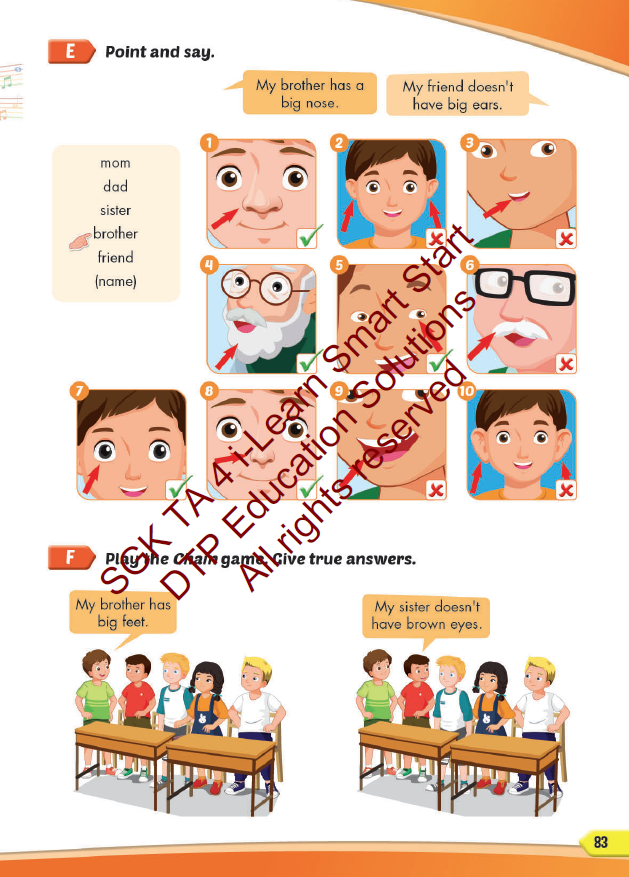 E Point and say.
My brother has a
big nose.
My friend doesn't
have big ears.
mom
dad
sister
brother
friend
(name)
1
2
3
4
5
6
7
8
9
10
SGK TA 4 i-Learn Smart Start
DTP Education Solutions
All rights reserved
F Play the Chain game. Give true answers.
My brother has
big feet.
My sister doesn't
have brown eyes.
83